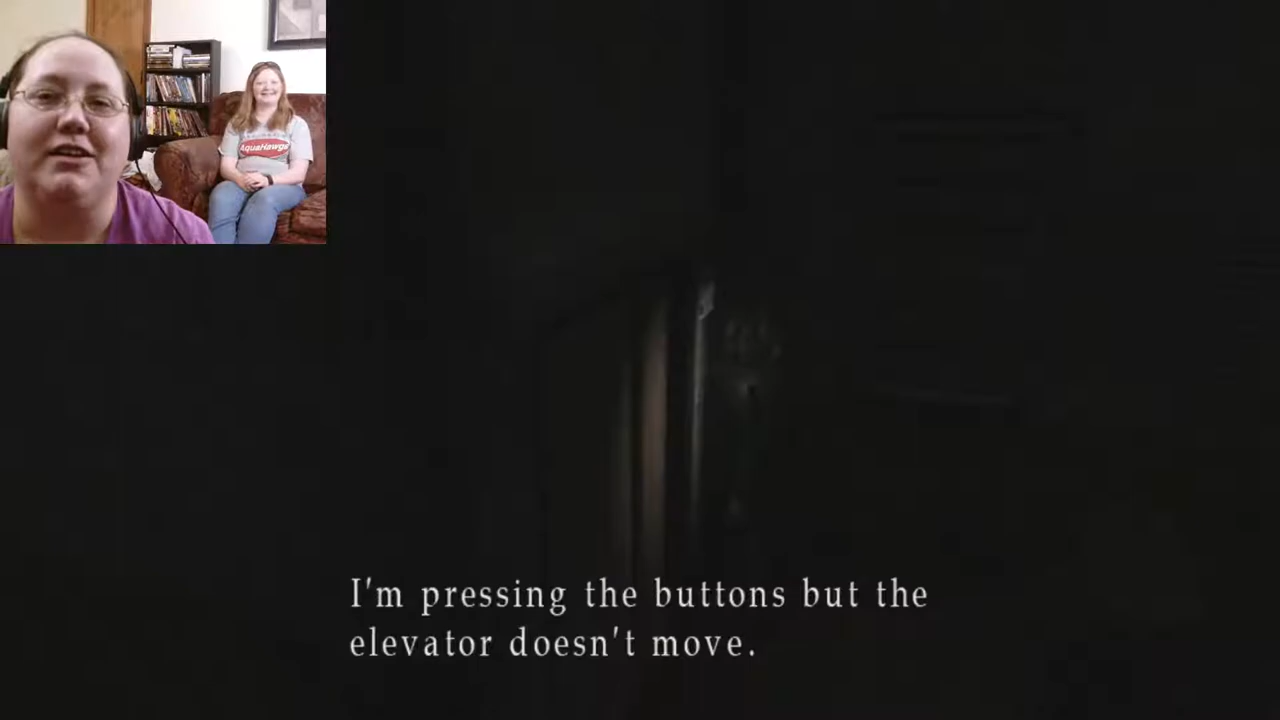 AquaHawgs
I'm pressing the buttons but the
elevator doesn't move.